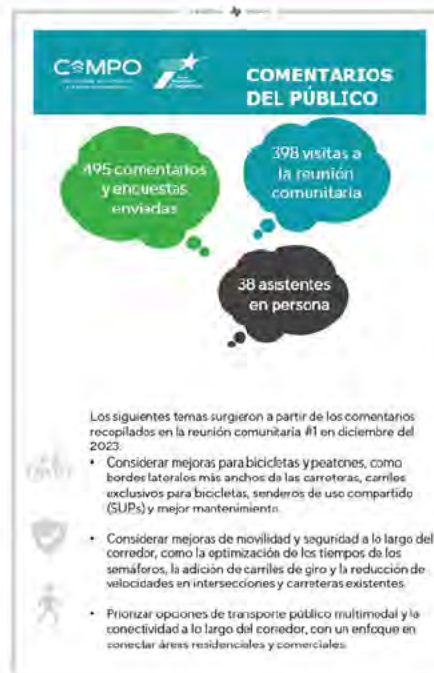 CAMPO
COMENTARIOS
DEL PÚBLICO
495 comentarios
y encuestas
enviadas
398 visitas a
la reunión
comunitaria
38 asistentes
en persona
Los siguientes temas surgieron a partir de los comentarios
recopilados en la reunión comunitaria #1 en diciembre del
2023:
• Considerar mejoras para bicicletas y peatones, como
bordes laterales más anchos de las carreteras, carriles
exclusivos para bicicletas, senderos de uso compartido
(SUPs) y mejor mantenimiento.
• Considerar mejoras de movilidad y seguridad a lo largo del
corredor, como la optimización de los tiempos de los
semáforos, la adición de carriles de giro y la reducción de
velocidades en intersecciones y carreteras existentes.
• Priorizar opciones de transporte público multimodal y la
conectividad a lo largo del corredor, con un enfoque en
conectar áreas residenciales y comerciales.